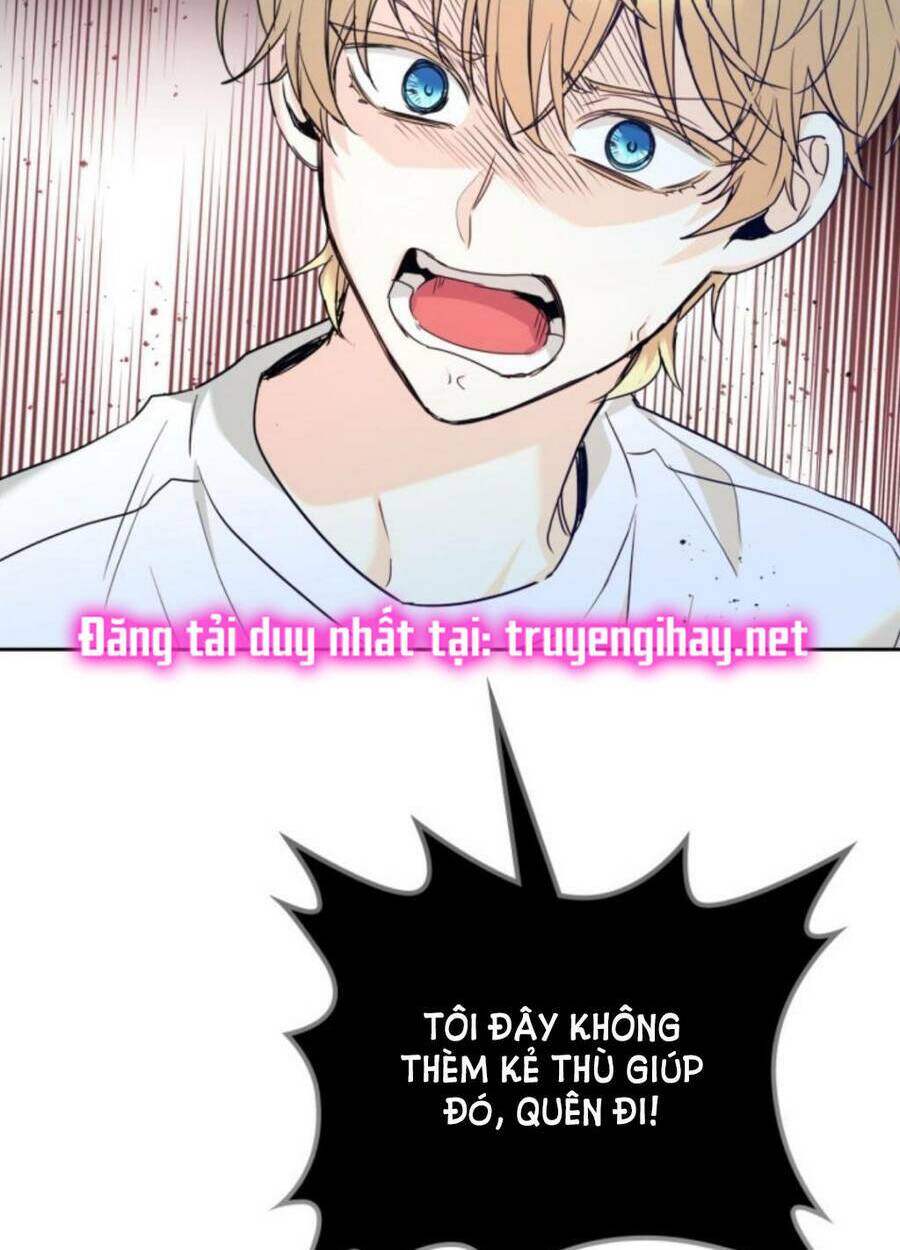 Đăng tải duy nhất tại: truyengihay.net
TÔI ĐÂY KHÔNG
THÈM KẺ THÙ GIÚP
ĐÓ, QUÊN ĐI!